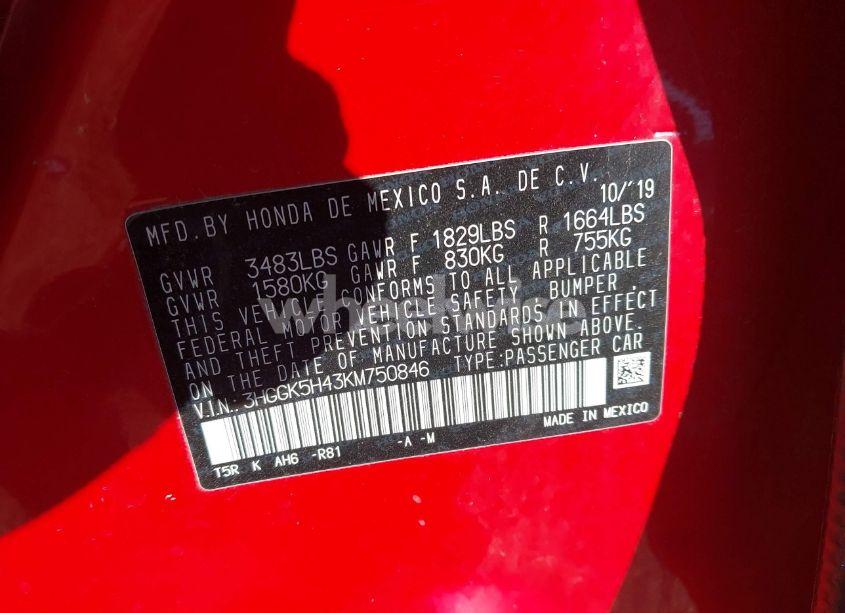 MFD. BY HONDA DE MEXICO S.A. DE C.V. 10/'19
GVWR 3483LBS GAWR F 1829LBS R 1664LBS
GVWR 1580KG GAWR F 830KG R 755KG
THIS VEHICLE CONFORMS TO ALL APPLICABLE
FEDERAL MOTOR VEHICLE SAFETY, BUMPER,
AND THEFT PREVENTION STANDARDS IN EFFECT
ON THE DATE OF MANUFACTURE SHOWN ABOVE.
V.I.N.: 3HGGK5H43KM750846 TYPE:PASSENGER CAR
T5R K AH6 -R81 -A -M MADE IN MEXICO